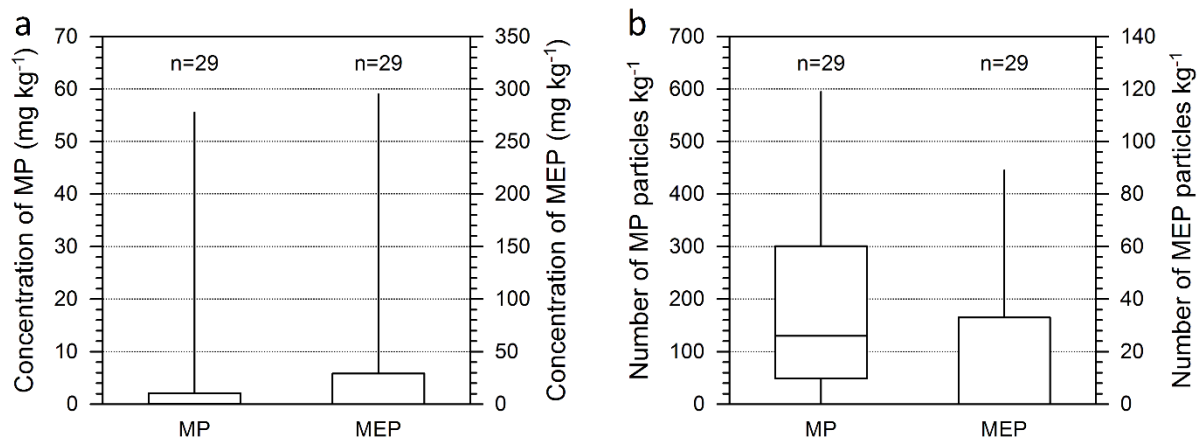 a
Concentration of MP (mg kg⁻¹)
70
60
50
40
30
20
10
0
n=29
n=29
MP
MEP
350
300
250
200
150
100
50
0
Concentration of MEP (mg kg⁻¹)
b
Number of MP particles kg⁻¹
700
600
500
400
300
200
100
0
n=29
n=29
MP
MEP
140
120
100
80
60
40
20
0
Number of MEP particles kg⁻¹